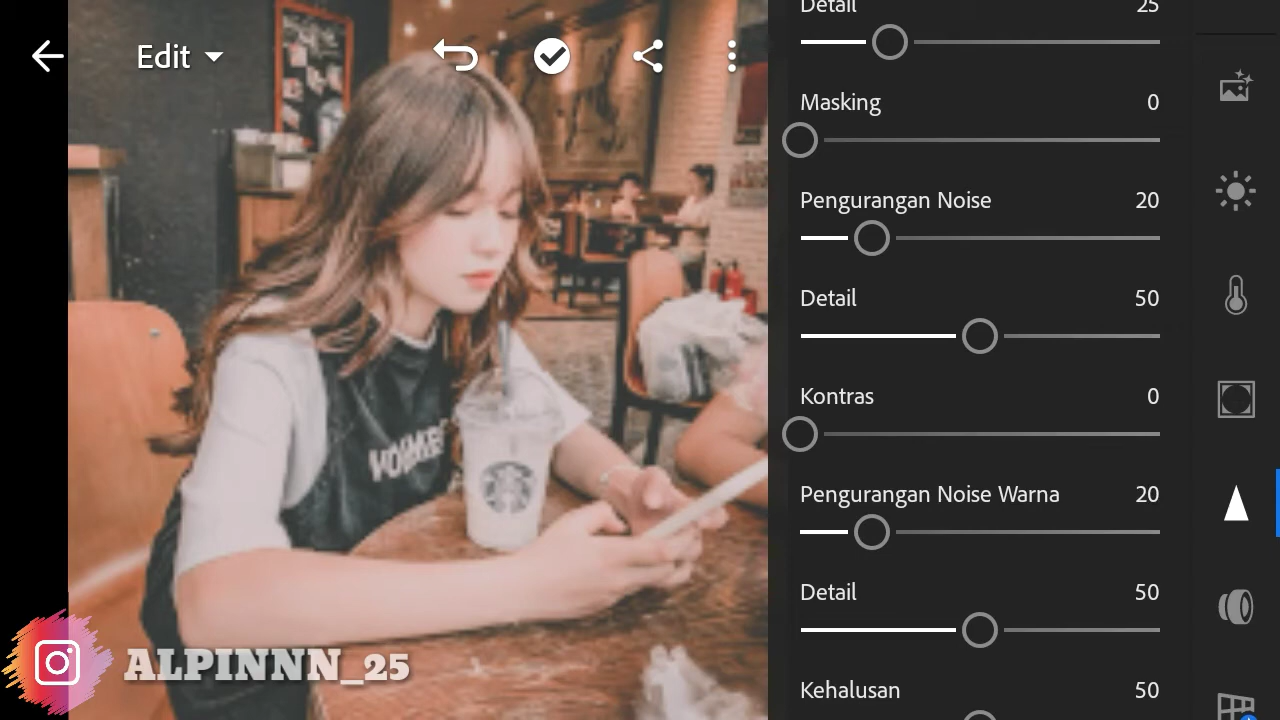 Edit
Detail 25
Masking 0
Pengurangan Noise 20
Detail 50
Kontras 0
Pengurangan Noise Warna 20
Detail 50
Kehalusan 50
ALPINNN_25